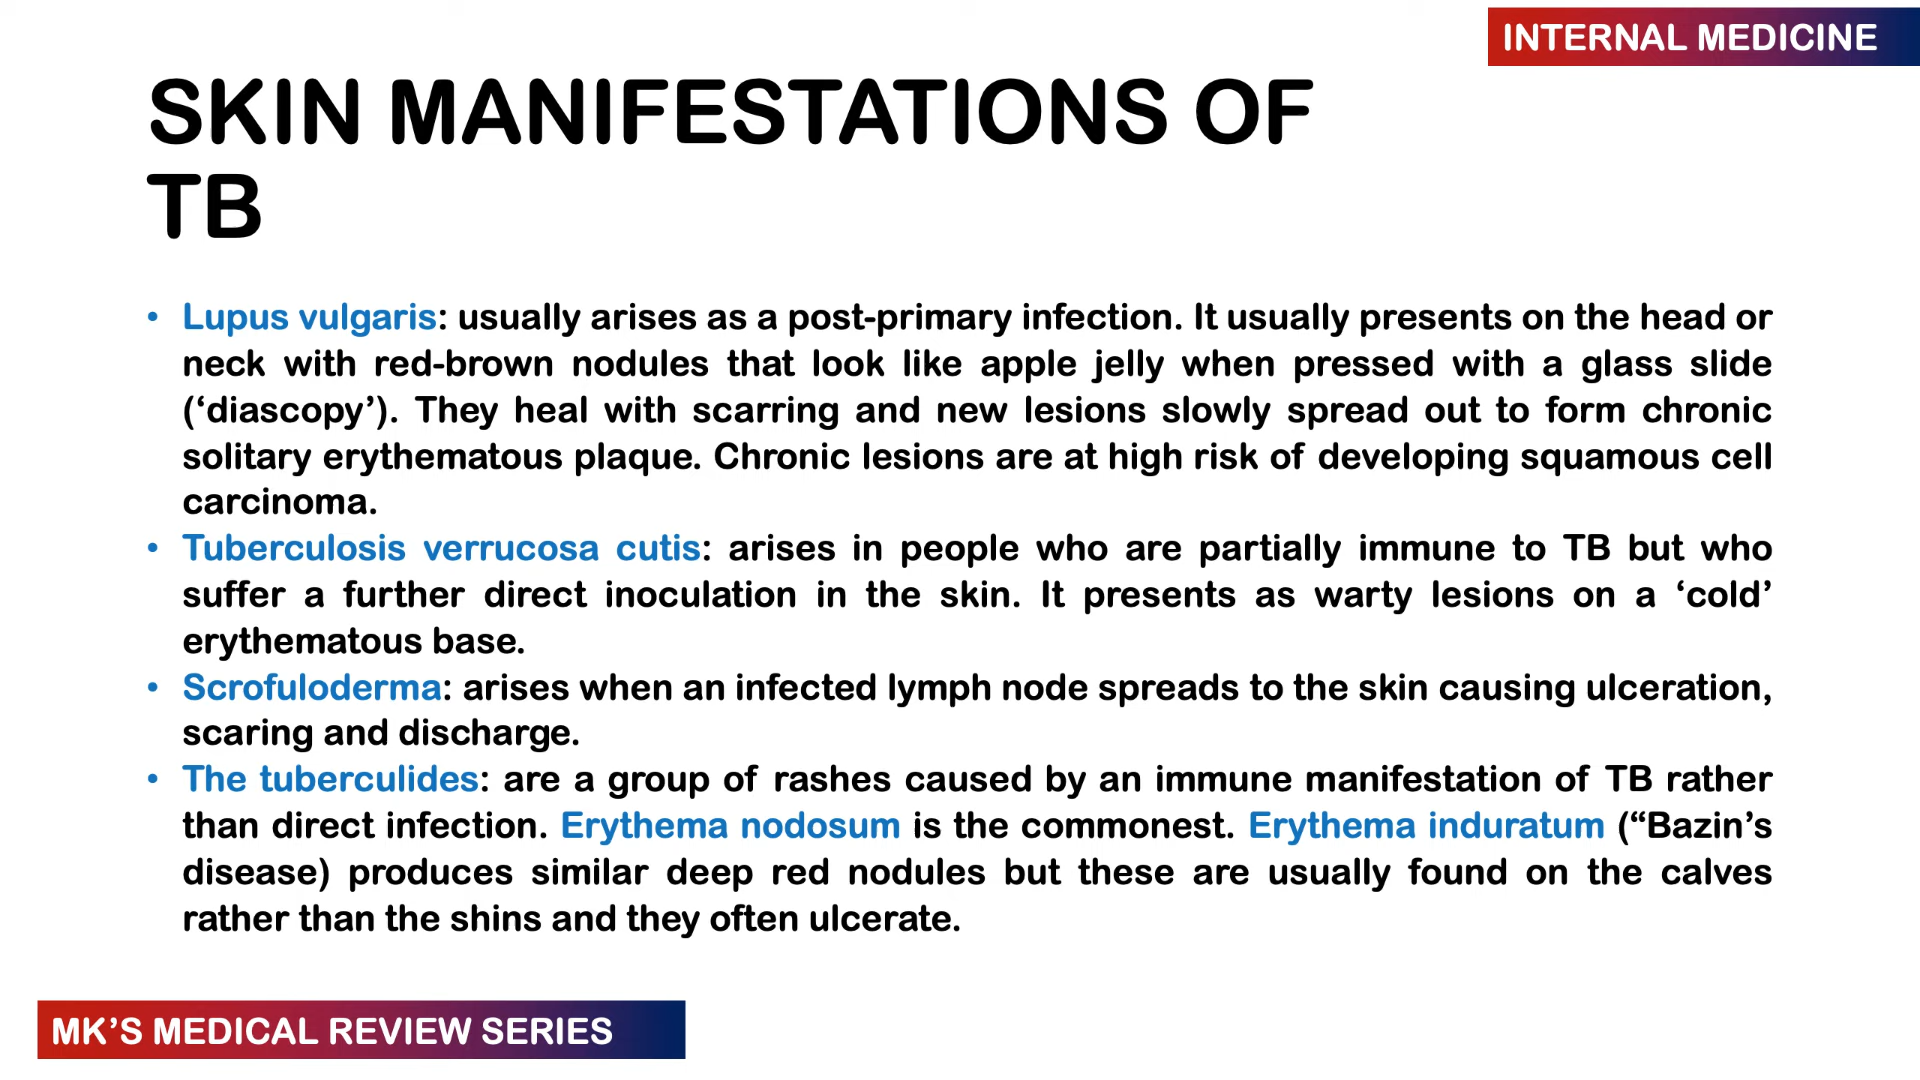 INTERNAL MEDICINE
SKIN MANIFESTATIONS OF
TB
• Lupus vulgaris: usually arises as a post-primary infection. It usually presents on the head or
neck with red-brown nodules that look like apple jelly when pressed with a glass slide
(‘diascopy’). They heal with scarring and new lesions slowly spread out to form chronic
solitary erythematous plaque. Chronic lesions are at high risk of developing squamous cell
carcinoma.
• Tuberculosis verrucosa cutis: arises in people who are partially immune to TB but who
suffer a further direct inoculation in the skin. It presents as warty lesions on a ‘cold’
erythematous base.
• Scrofuloderma: arises when an infected lymph node spreads to the skin causing ulceration,
scaring and discharge.
• The tuberculides: are a group of rashes caused by an immune manifestation of TB rather
than direct infection. Erythema nodosum is the commonest. Erythema induratum (“Bazin’s
disease) produces similar deep red nodules but these are usually found on the calves
rather than the shins and they often ulcerate.
MK’S MEDICAL REVIEW SERIES